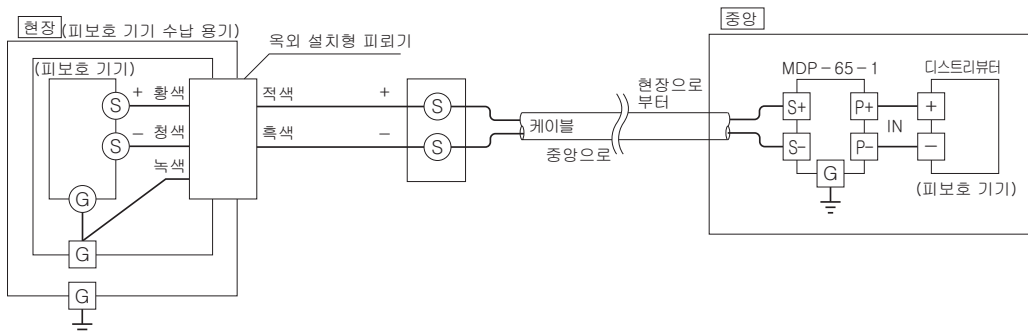 현장 (피보호 기기 수납 용기)
옥외 설치형 피뢰기
(피보호 기기)
S + 황색
S − 청색
녹색
G
G
G
적색 + S
흑색 − S
케이블
중앙으로
현장으로
부터
중앙
MDP-65-1
디스트리뷰터
S+ P+ +
IN
S- P- −
G
(피보호 기기)